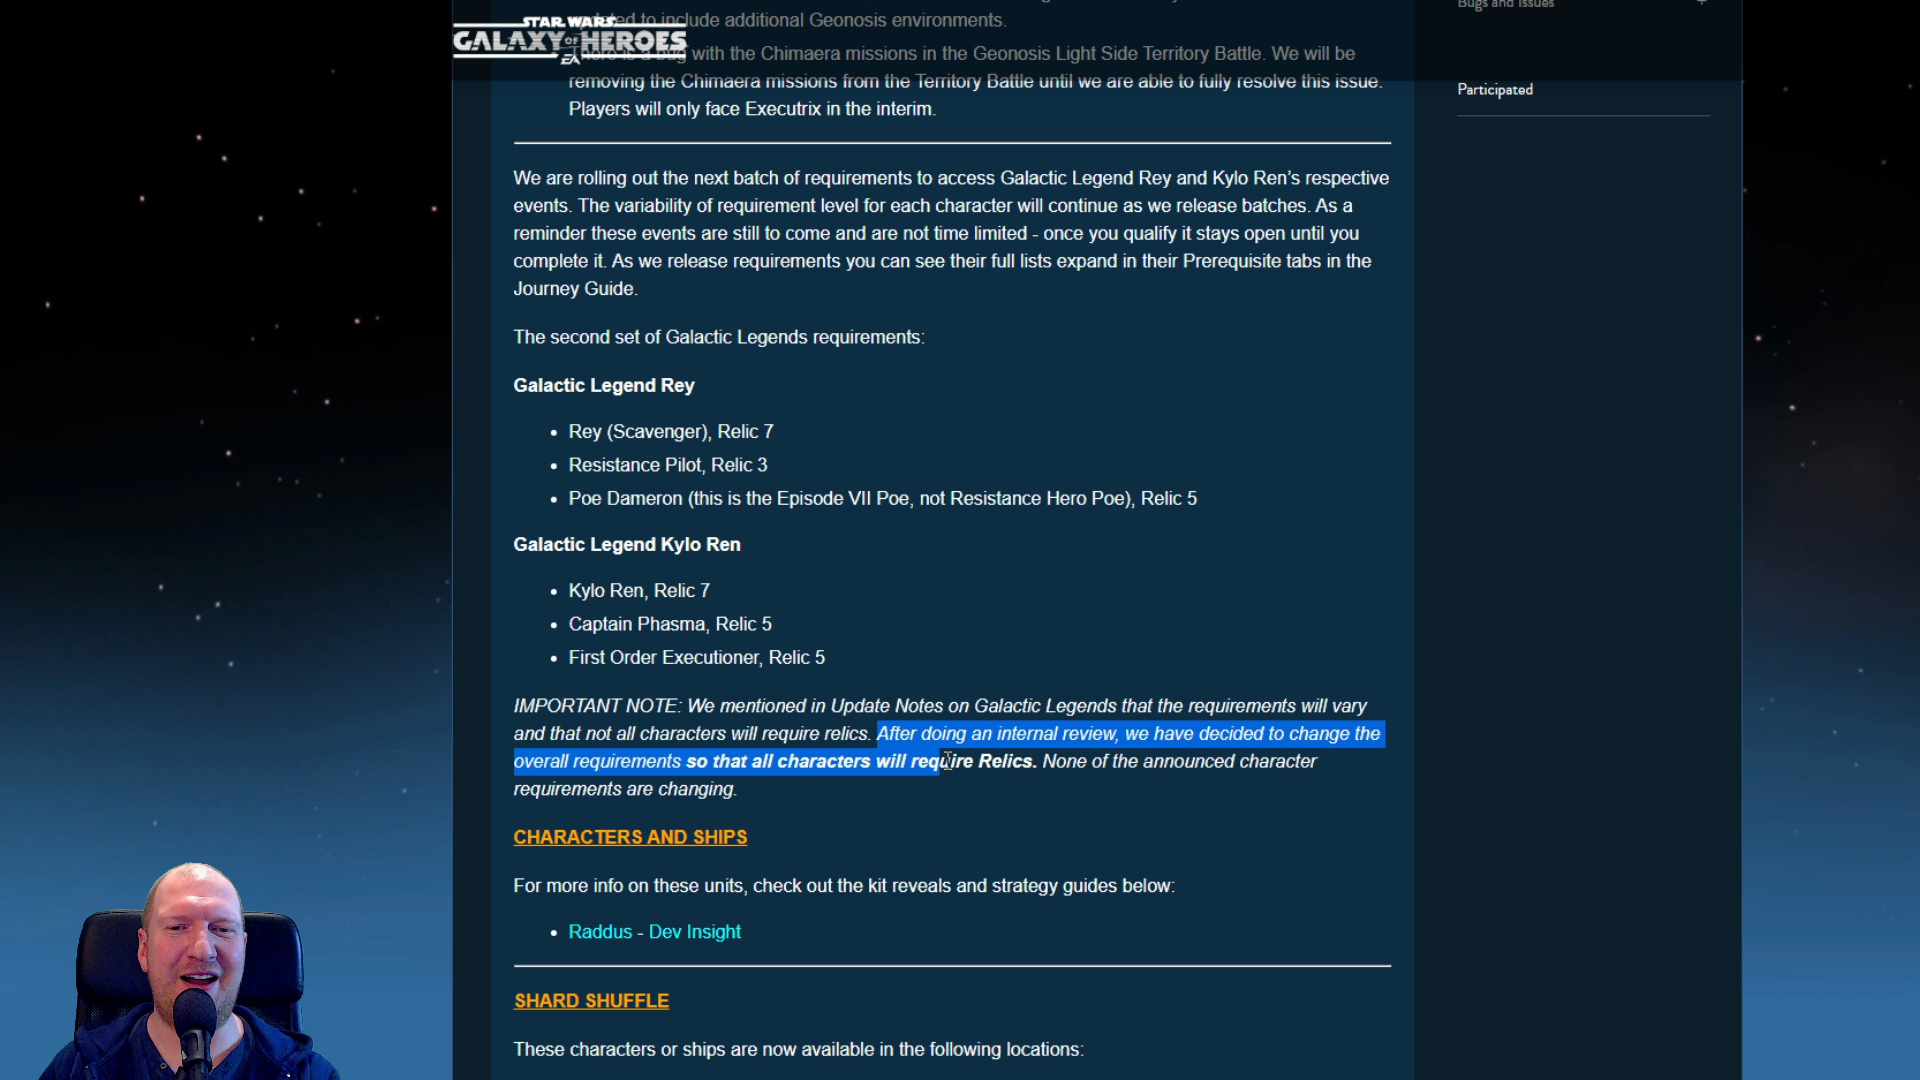 Bugs and Issues +
STAR WARS
GALAXY OF HEROES
EA
to include additional Geonosis environments.
There is a bug with the Chimaera missions in the Geonosis Light Side Territory Battle. We will be
removing the Chimaera missions from the Territory Battle until we are able to fully resolve this issue.
Players will only face Executrix in the interim.
Participated
We are rolling out the next batch of requirements to access Galactic Legend Rey and Kylo Ren's respective
events. The variability of requirement level for each character will continue as we release batches. As a
reminder these events are still to come and are not time limited - once you qualify it stays open until you
complete it. As we release requirements you can see their full lists expand in their Prerequisite tabs in the
Journey Guide.
The second set of Galactic Legends requirements:
Galactic Legend Rey
• Rey (Scavenger), Relic 7
• Resistance Pilot, Relic 3
• Poe Dameron (this is the Episode VII Poe, not Resistance Hero Poe), Relic 5
Galactic Legend Kylo Ren
• Kylo Ren, Relic 7
• Captain Phasma, Relic 5
• First Order Executioner, Relic 5
IMPORTANT NOTE: We mentioned in Update Notes on Galactic Legends that the requirements will vary
and that not all characters will require relics. After doing an internal review, we have decided to change the
overall requirements so that all characters will require Relics. None of the announced character
requirements are changing.
CHARACTERS AND SHIPS
For more info on these units, check out the kit reveals and strategy guides below:
• Raddus - Dev Insight
SHARD SHUFFLE
These characters or ships are now available in the following locations: